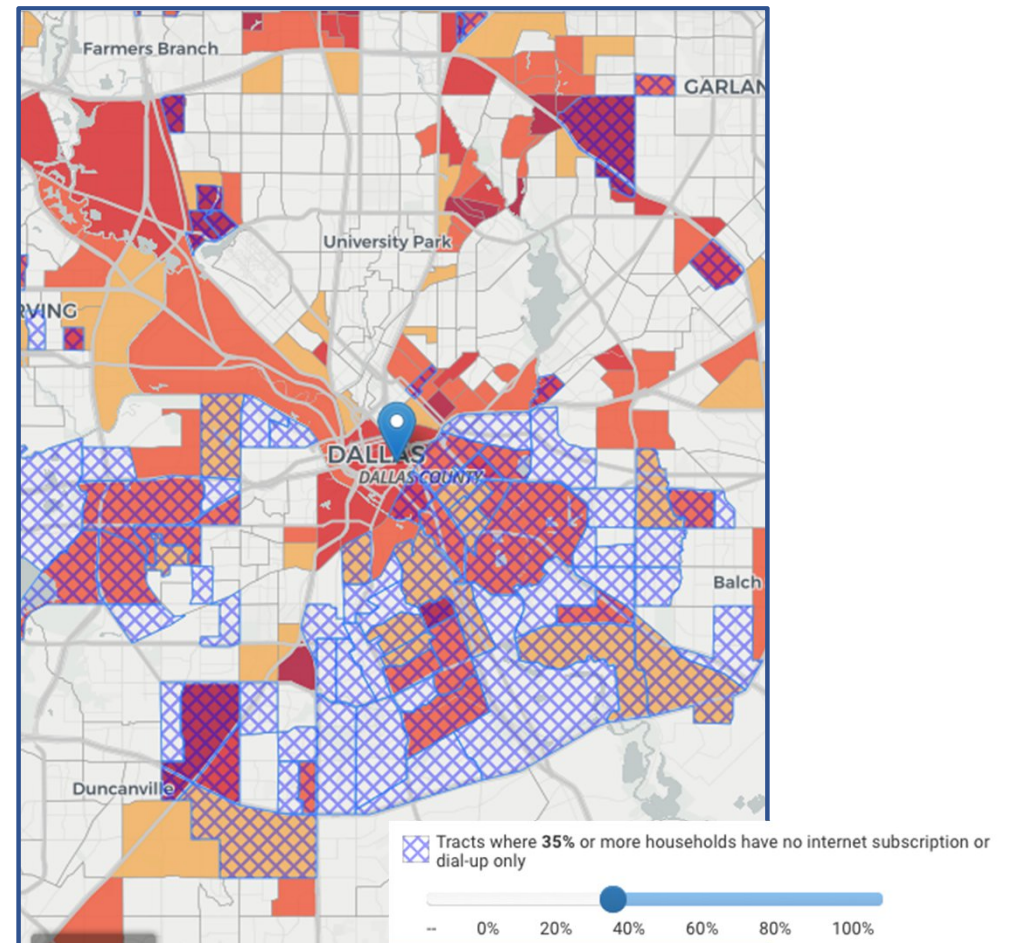 Farmers Branch
GARLAN
University Park
RVING
DALLAS
DALLAS COUNTY
Balch
Duncanville
Tracts where 35% or more households have no internet subscription or
dial-up only
-- 0% 20% 40% 60% 80% 100%